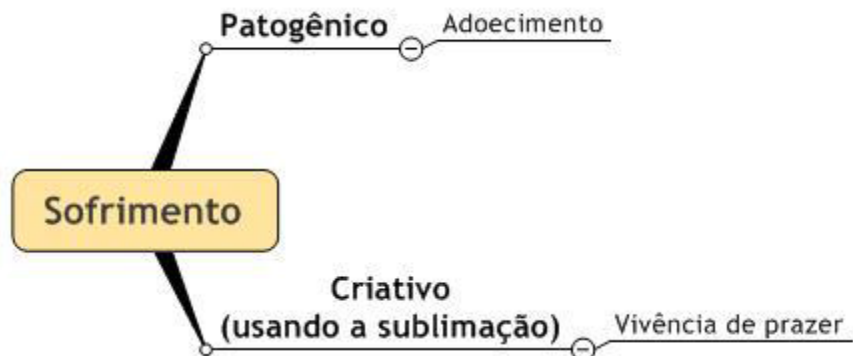 Patogênico
Adoecimento
Sofrimento
Criativo
(usando a sublimação)
Vivência de prazer